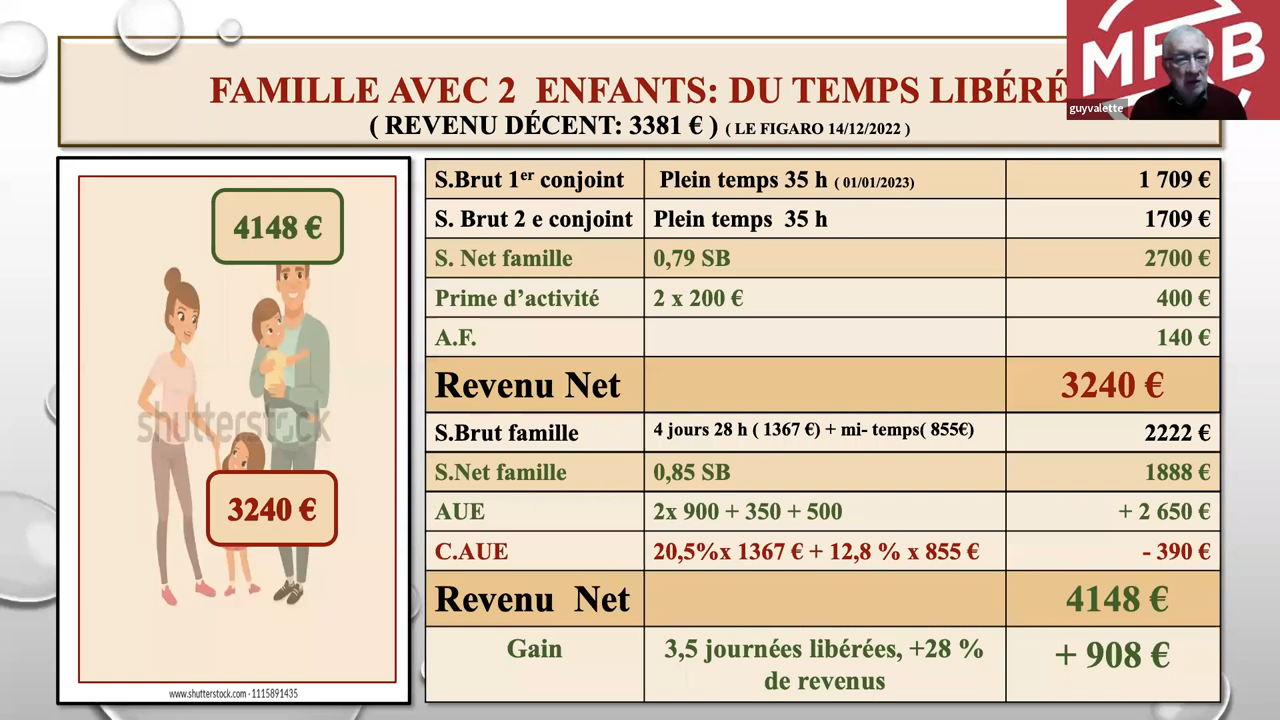 FAMILLE AVEC 2 ENFANTS: DU TEMPS LIBÉRÉ
( REVENU DÉCENT: 3381 € ) ( LE FIGARO 14/12/2022 )
guyvalette
4148 €
shutterstock
3240 €
www.shutterstock.com · 1115891435
S.Brut 1er conjoint Plein temps 35 h ( 01/01/2023) 1 709 €
S. Brut 2 e conjoint Plein temps 35 h 1709 €
S. Net famille 0,79 SB 2700 €
Prime d’activité 2 x 200 € 400 €
A.F. 140 €
Revenu Net 3240 €
S.Brut famille 4 jours 28 h ( 1367 €) + mi- temps( 855€) 2222 €
S.Net famille 0,85 SB 1888 €
AUE 2x 900 + 350 + 500 + 2 650 €
C.AUE 20,5%x 1367 € + 12,8 % x 855 € - 390 €
Revenu Net 4148 €
Gain 3,5 journées libérées, +28 % + 908 €
de revenus